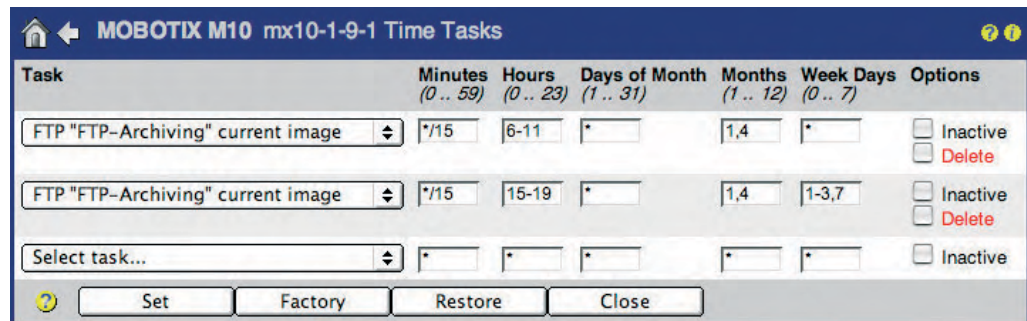 MOBOTIX M10 mx10-1-9-1 Time Tasks ? i
Task Minutes Hours Days of Month Months Week Days Options
(0 .. 59) (0 .. 23) (1 .. 31) (1 .. 12) (0 .. 7)
FTP "FTP-Archiving" current image */15 6-11 * 1,4 * Inactive
Delete
FTP "FTP-Archiving" current image */15 15-19 * 1,4 1-3,7 Inactive
Delete
Select task... * * * * * Inactive
? Set Factory Restore Close